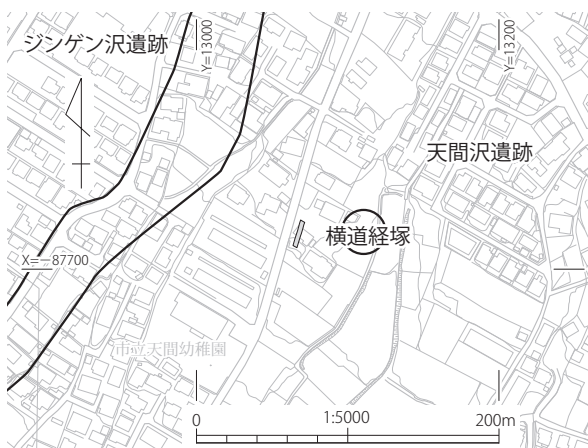 ジンゲン沢遺跡
Y=13000
Y=13200
天間沢遺跡
横道経塚
X=-87700
市立天間幼稚園
0
1:5000
200m